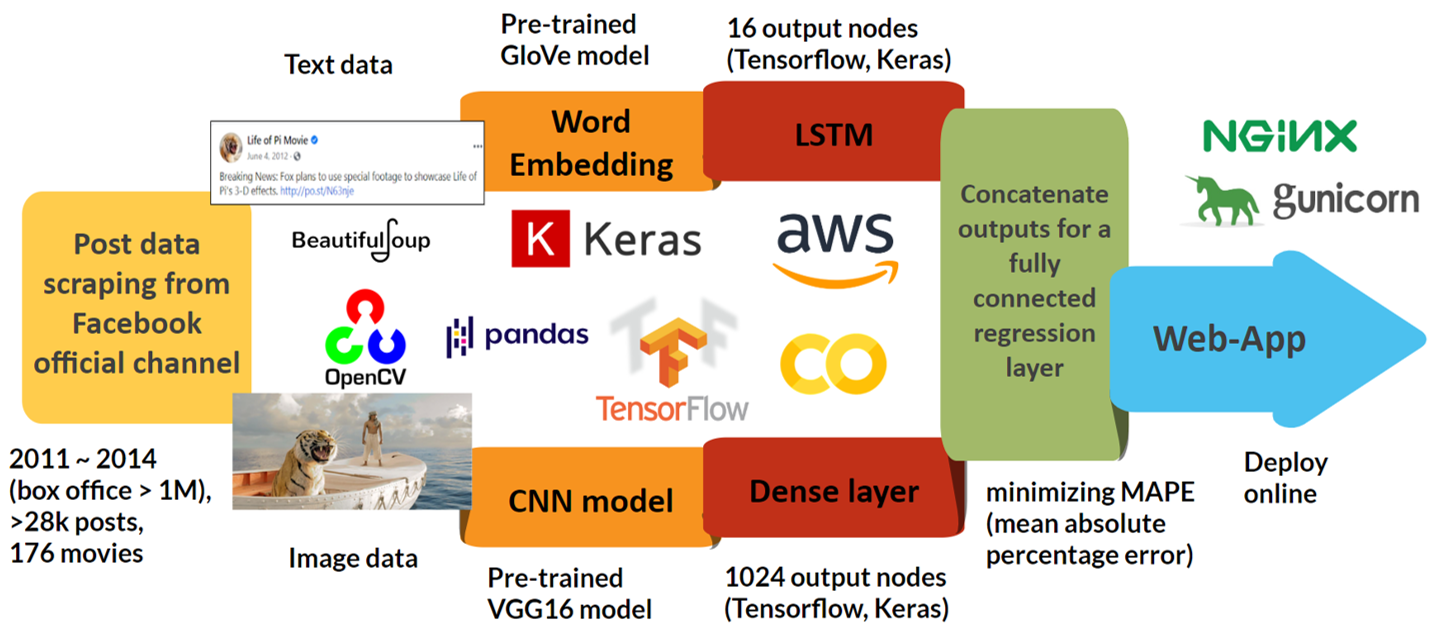 Post data
scraping from
Facebook
official channel
2011 ~ 2014
(box office > 1M),
>28k posts,
176 movies
Text data
Life of Pi Movie
June 4, 2012 ·
Breaking News: Fox plans to use special footage to showcase Life of
Pi's 3-D effects. http://po.st/N63nje
BeautifulSoup
OpenCV
Image data
Pre-trained
GloVe model
Word
Embedding
16 output nodes
(Tensorflow, Keras)
LSTM
K Keras
aws
pandas
TF
TensorFlow
CO
CNN model
Pre-trained
VGG16 model
Dense layer
1024 output nodes
(Tensorflow, Keras)
Concatenate
outputs for a
fully
connected
regression
layer
minimizing MAPE
(mean absolute
percentage error)
NGiNX
gunicorn
Web-App
Deploy
online